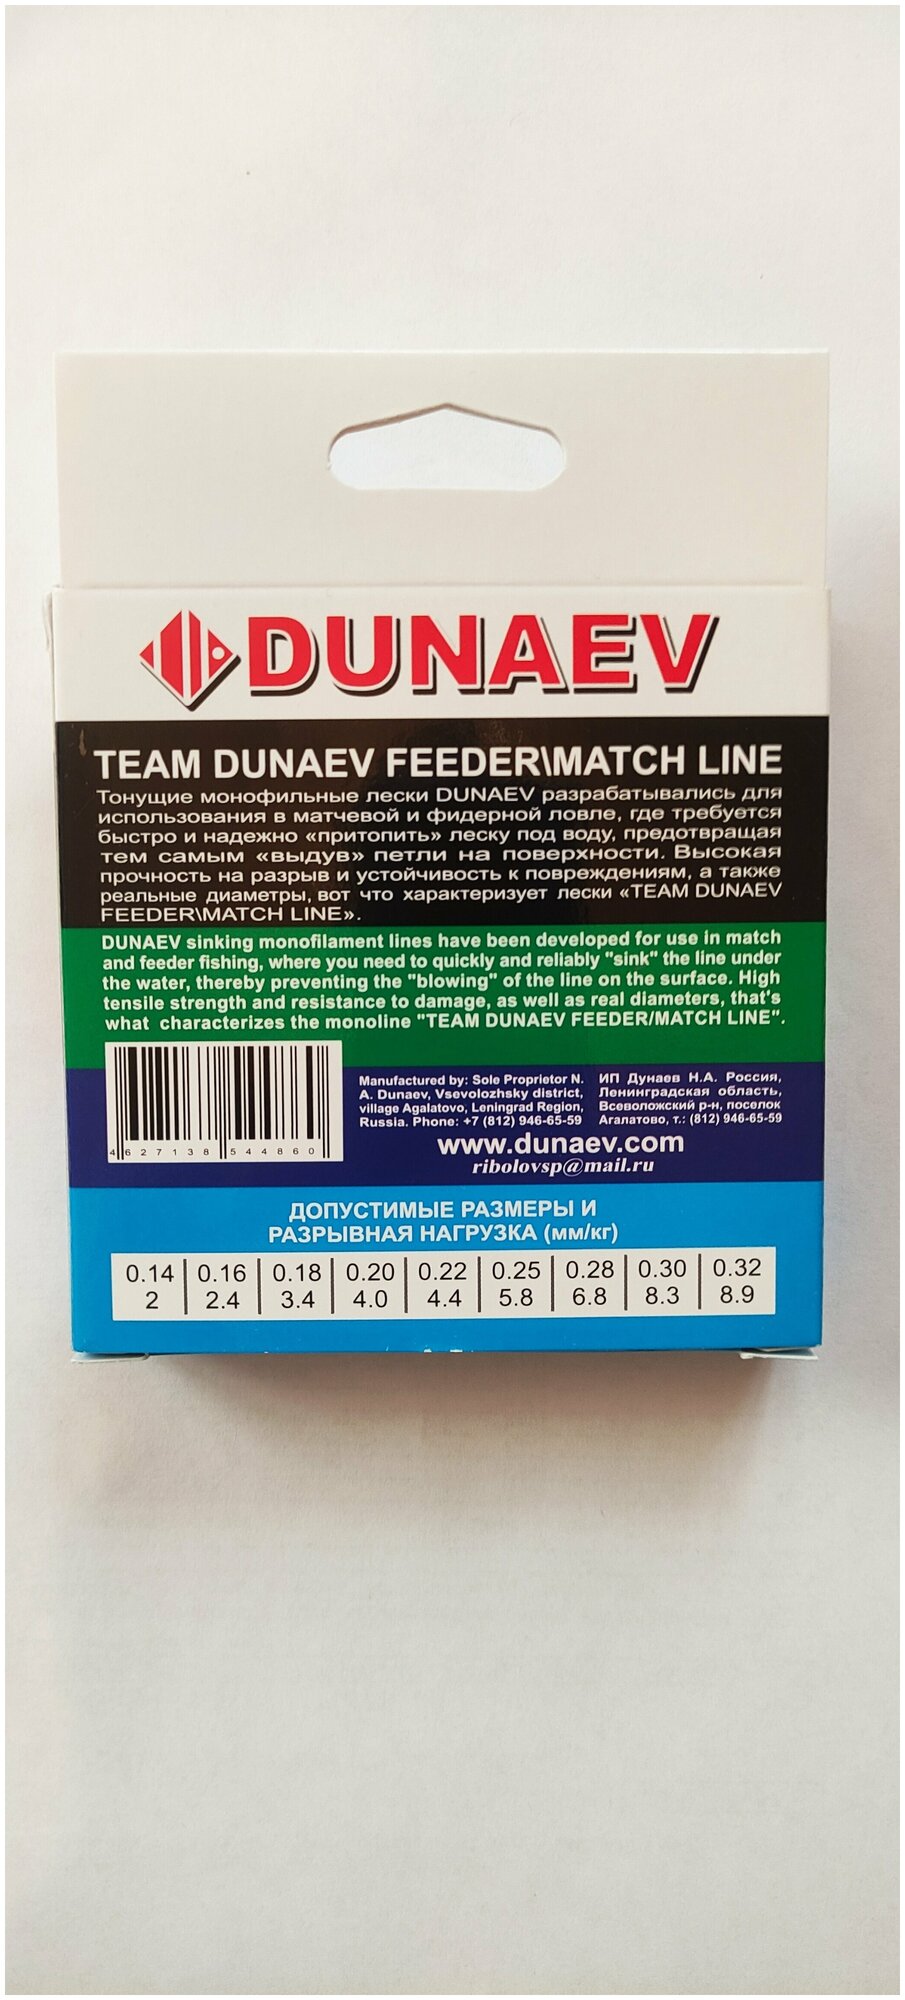 DUNAEV
TEAM DUNAEV FEEDER\MATCH LINE
Тонущие монофильные лески DUNAEV разрабатывались для
использования в матчевой и фидерной ловле, где требуется
быстро и надежно «притопить» леску под воду, предотвращая
тем самым «выдув» петли на поверхности. Высокая
прочность на разрыв и устойчивость к повреждениям, а также
реальные диаметры, вот что характеризует лески «TEAM DUNAEV
FEEDER\MATCH LINE».
DUNAEV sinking monofilament lines have been developed for use in match
and feeder fishing, where you need to quickly and reliably "sink" the line under
the water, thereby preventing the "blowing" of the line on the surface. High
tensile strength and resistance to damage, as well as real diameters, that's
what characterizes the monoline "TEAM DUNAEV FEEDER/MATCH LINE".
4 627138 544860
Manufactured by: Sole Proprietor N.
A. Dunaev, Vsevolozhsky district,
village Agalatovo, Leningrad Region,
Russia. Phone: +7 (812) 946-65-59
ИП Дунаев Н.А. Россия,
Ленинградская область,
Всеволожский р-н, поселок
Агалатово, т.: (812) 946-65-59
www.dunaev.com
ribolovsp@mail.ru
ДОПУСТИМЫЕ РАЗМЕРЫ И
РАЗРЫВНАЯ НАГРУЗКА (мм/кг)
0.14 0.16 0.18 0.20 0.22 0.25 0.28 0.30 0.32
2 2.4 3.4 4.0 4.4 5.8 6.8 8.3 8.9